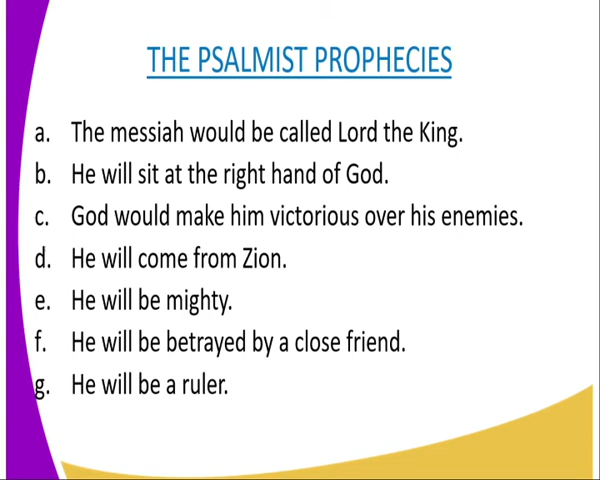 THE PSALMIST PROPHECIES
a. The messiah would be called Lord the King.
b. He will sit at the right hand of God.
c. God would make him victorious over his enemies.
d. He will come from Zion.
e. He will be mighty.
f. He will be betrayed by a close friend.
g. He will be a ruler.